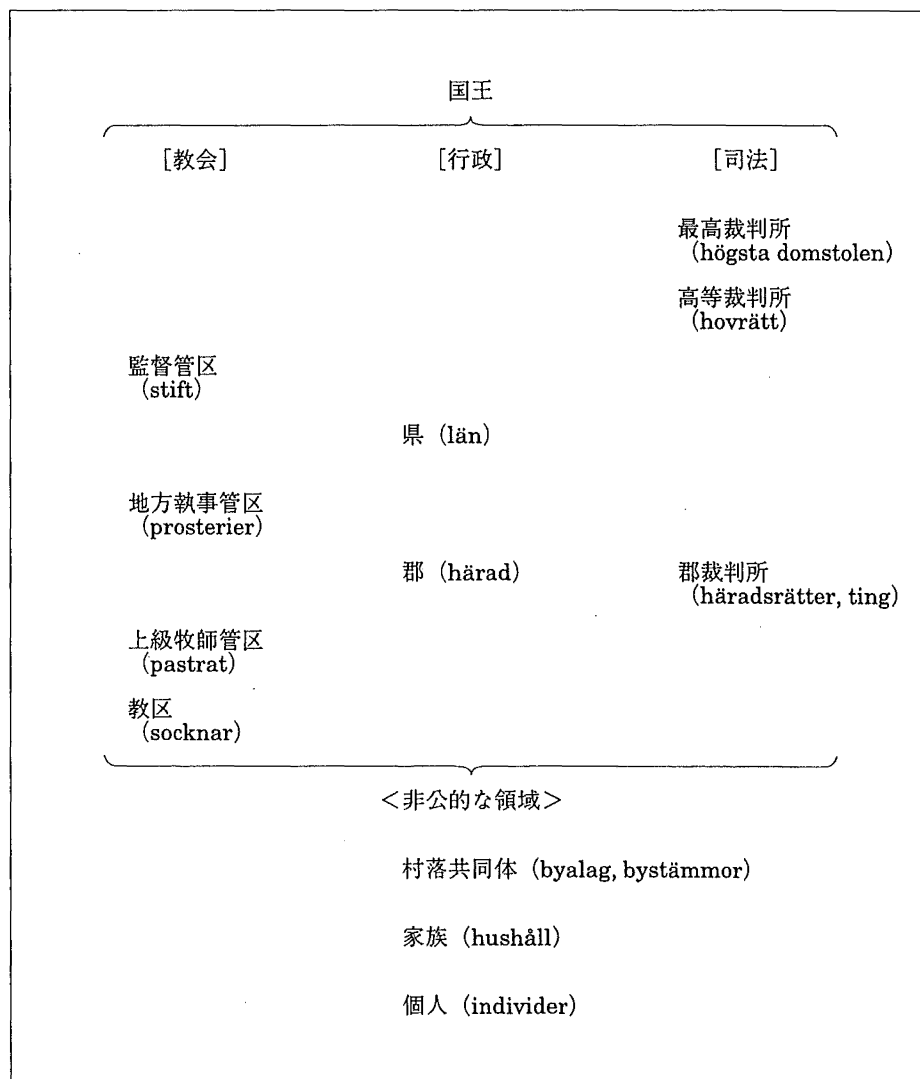 国王
[教会] [行政] [司法]
最高裁判所
(högsta domstolen)
高等裁判所
(hovrätt)
監督管区
(stift)
県 (län)
地方執事管区
(prosterier)
郡 (härad) 郡裁判所
(häradsrätter, ting)
上級牧師管区
(pastrat)
教区
(socknar)
<非公的な領域>
村落共同体 (byalag, bystämmor)
家族 (hushåll)
個人 (individer)